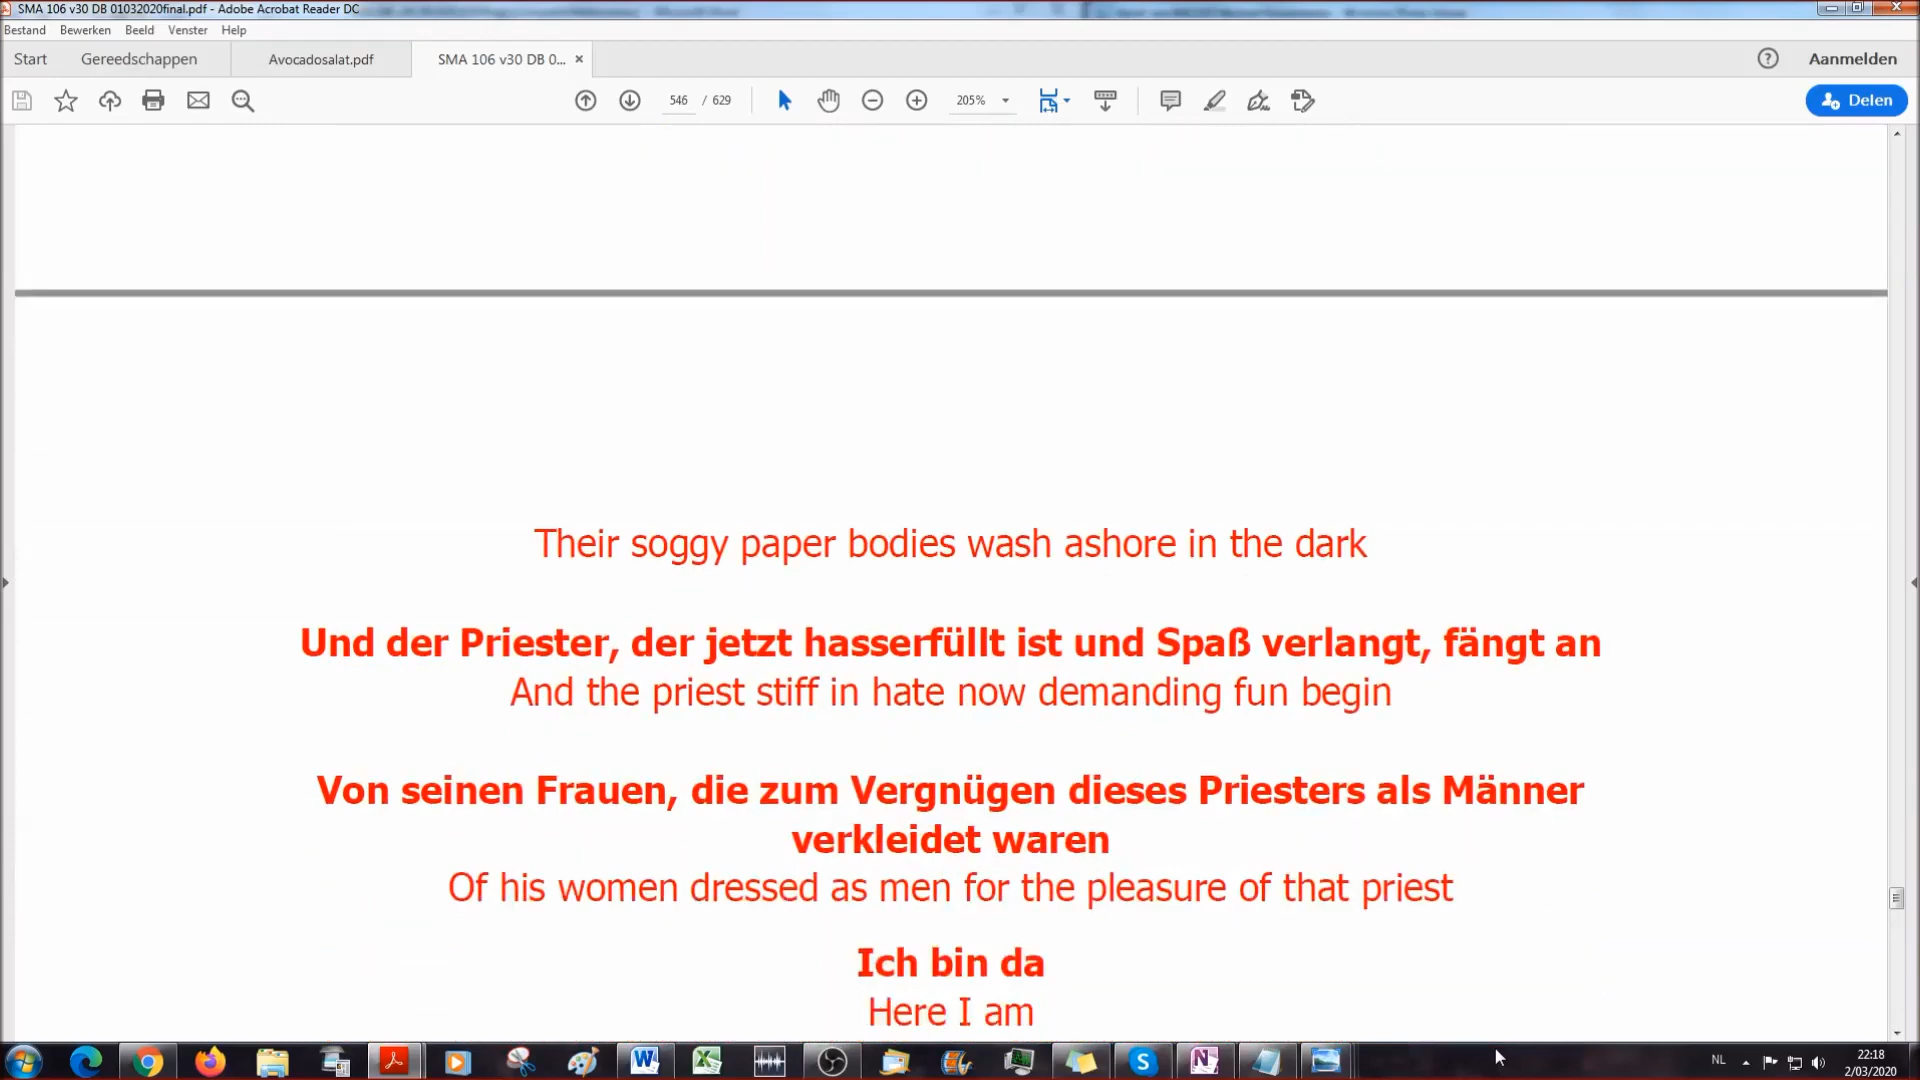 SMA 106 v30 DB 01032020final.pdf - Adobe Acrobat Reader DC
Bestand Bewerken Beeld Venster Help
Start Gereedschappen Avocadosalat.pdf SMA 106 v30 DB 0... Aanmelden
546 / 629 205% Delen
Their soggy paper bodies wash ashore in the dark
Und der Priester, der jetzt hasserfüllt ist und Spaß verlangt, fängt an
And the priest stiff in hate now demanding fun begin
Von seinen Frauen, die zum Vergnügen dieses Priesters als Männer
verkleidet waren
Of his women dressed as men for the pleasure of that priest
Ich bin da
Here I am
NL 22:18
2/03/2020